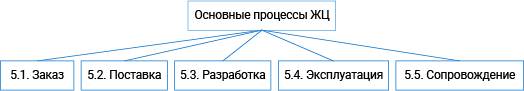 Основные процессы ЖЦ
5.1. Заказ
5.2. Поставка
5.3. Разработка
5.4. Эксплуатация
5.5. Сопровождение